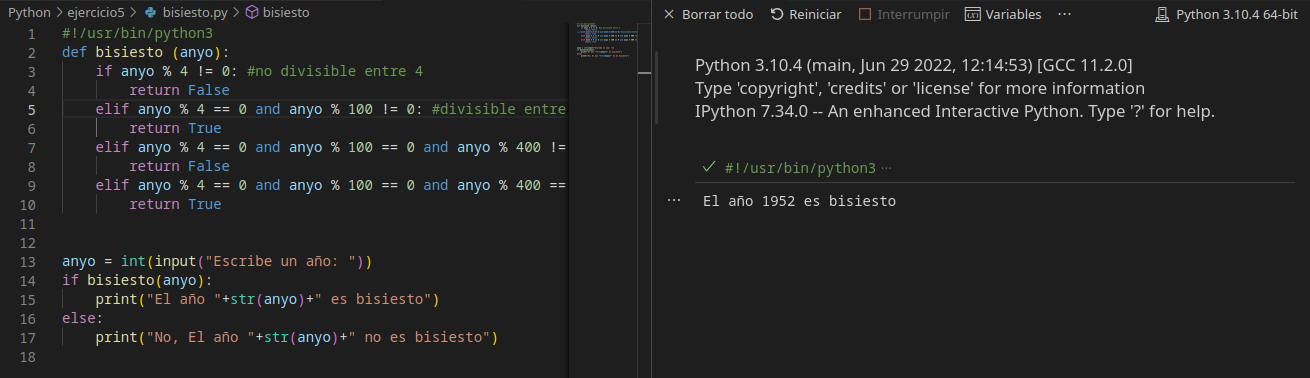 Python > ejercicio5 > bisiesto.py > bisiesto
1 #!/usr/bin/python3
2 def bisiesto (anyo):
3 if anyo % 4 != 0: #no divisible entre 4
4 return False
5 elif anyo % 4 == 0 and anyo % 100 != 0: #divisible entre
6 return True
7 elif anyo % 4 == 0 and anyo % 100 == 0 and anyo % 400 !=
8 return False
9 elif anyo % 4 == 0 and anyo % 100 == 0 and anyo % 400 ==
10 return True
11
12
13 anyo = int(input("Escribe un año: "))
14 if bisiesto(anyo):
15 print("El año "+str(anyo)+" es bisiesto")
16 else:
17 print("No, El año "+str(anyo)+" no es bisiesto")
18
Borrar todo Reiniciar Interrumpir Variables ··· Python 3.10.4 64-bit
Python 3.10.4 (main, Jun 29 2022, 12:14:53) [GCC 11.2.0]
Type 'copyright', 'credits' or 'license' for more information
IPython 7.34.0 -- An enhanced Interactive Python. Type '?' for help.
#!/usr/bin/python3 ···
··· El año 1952 es bisiesto